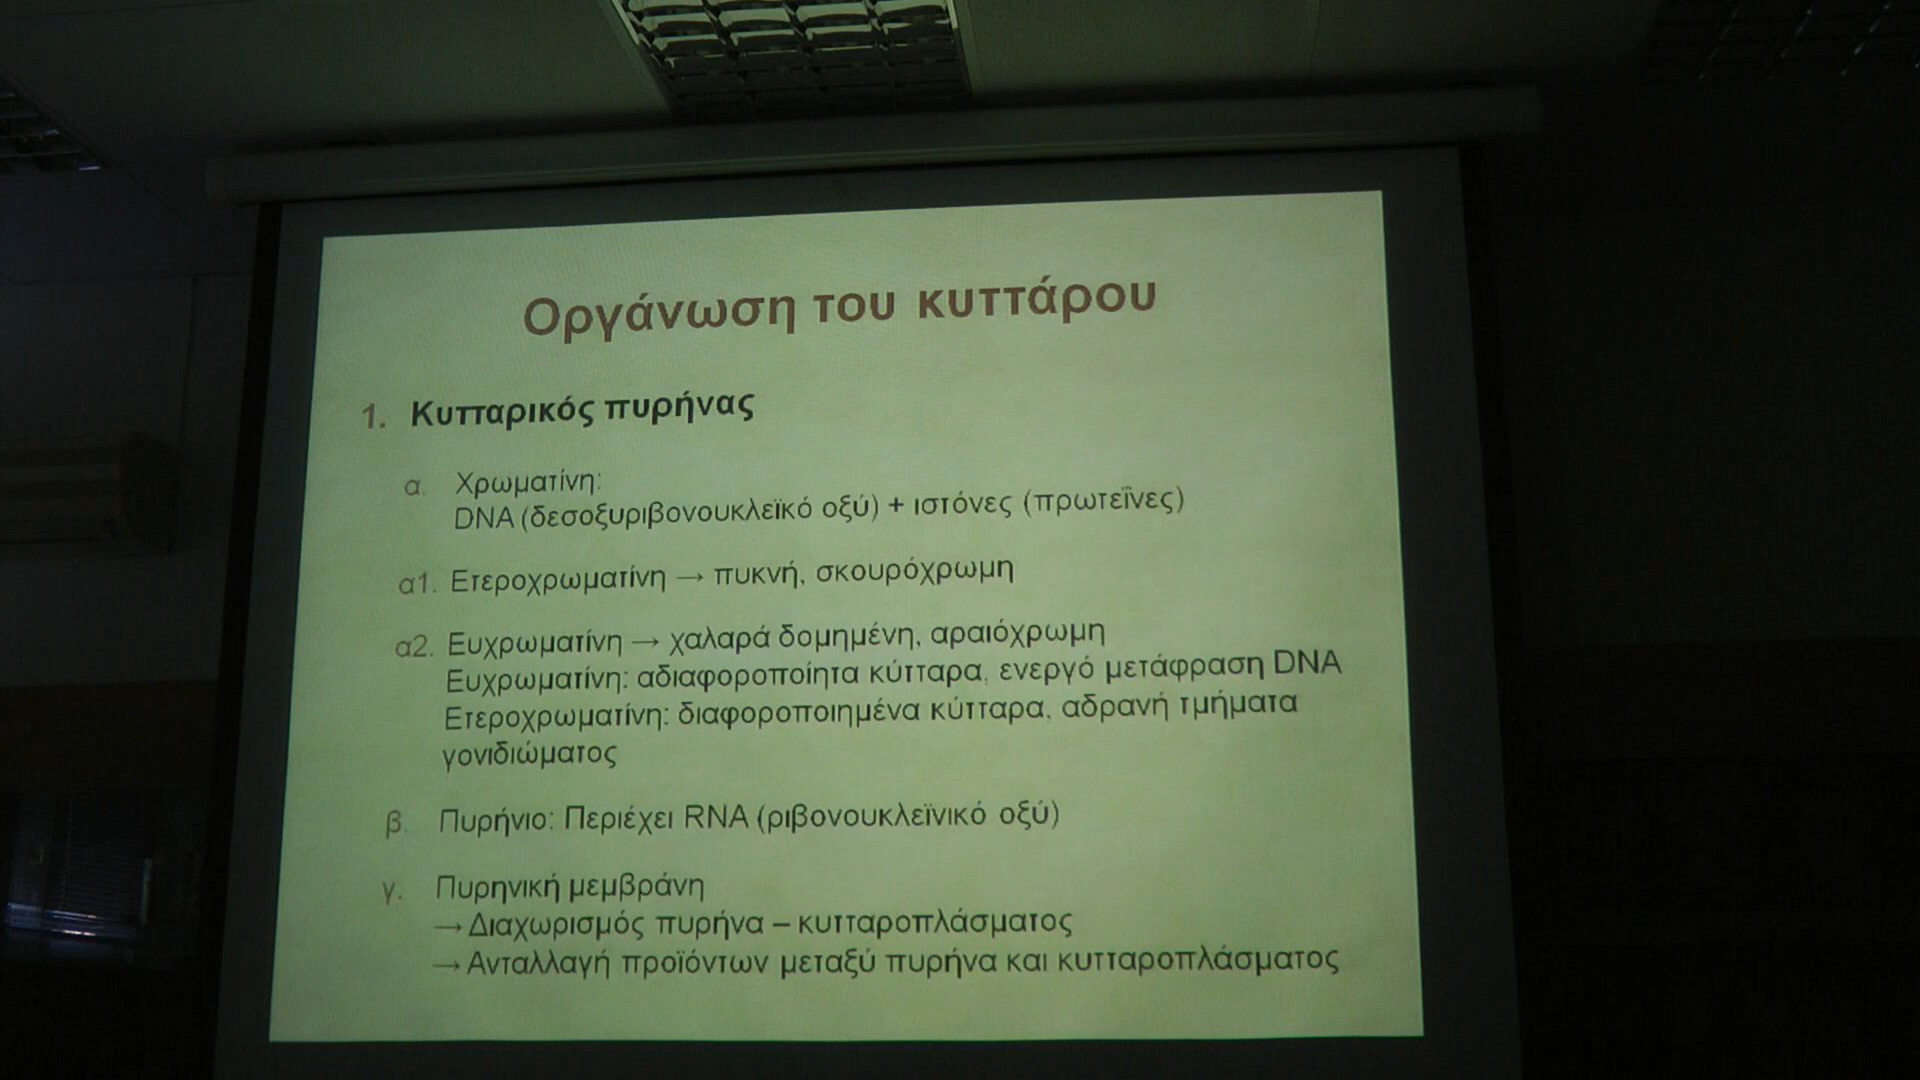 Οργάνωση του κυττάρου
1. Κυτταρικός πυρήνας
α. Χρωματίνη:
DNA (δεσοξυριβονουκλεϊκό οξύ) + ιστόνες (πρωτεΐνες)
α1. Ετεροχρωματίνη → πυκνή, σκουρόχρωμη
α2. Ευχρωματίνη → χαλαρά δομημένη, αραιόχρωμη
Ευχρωματίνη: αδιαφοροποίητα κύτταρα, ενεργό μετάφραση DNA
Ετεροχρωματίνη: διαφοροποιημένα κύτταρα, αδρανή τμήματα
γονιδιώματος
β. Πυρήνιο: Περιέχει RNA (ριβονουκλεϊνικό οξύ)
γ. Πυρηνική μεμβράνη
→ Διαχωρισμός πυρήνα – κυτταροπλάσματος
→ Ανταλλαγή προϊόντων μεταξύ πυρήνα και κυτταροπλάσματος